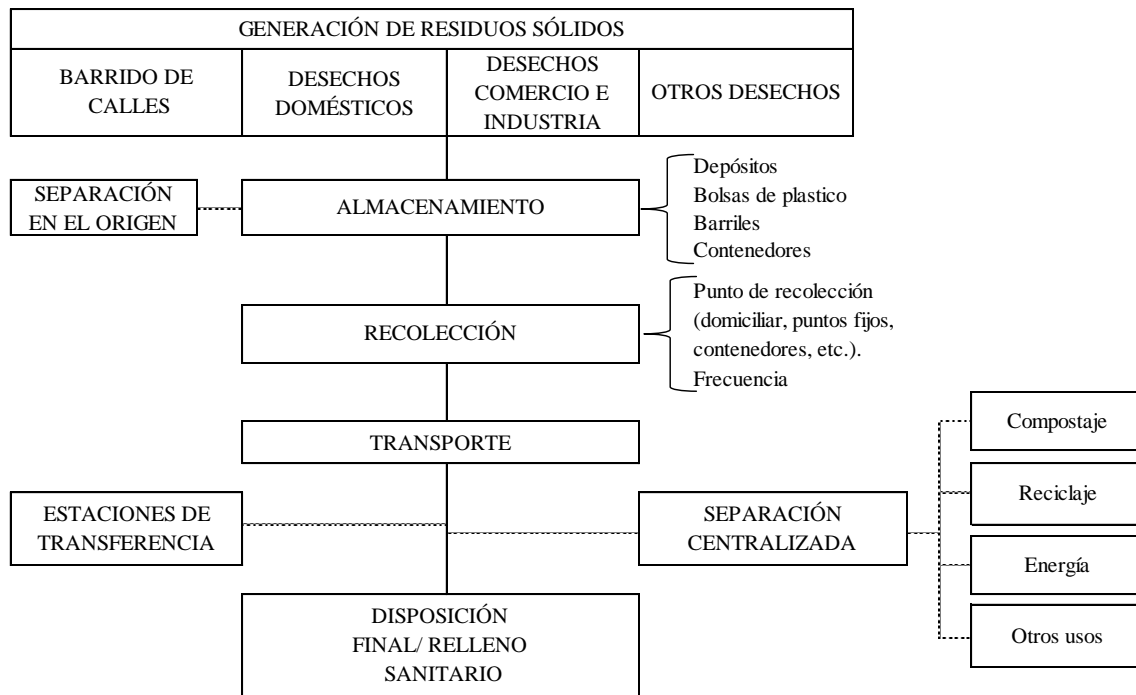 GENERACIÓN DE RESIDUOS SÓLIDOS
BARRIDO DE
CALLES
DESECHOS
DOMÉSTICOS
DESECHOS
COMERCIO E
INDUSTRIA
OTROS DESECHOS
SEPARACIÓN
EN EL ORIGEN
ALMACENAMIENTO
Depósitos
Bolsas de plastico
Barriles
Contenedores
RECOLECCIÓN
Punto de recolección
(domiciliar, puntos fijos,
contenedores, etc.).
Frecuencia
TRANSPORTE
ESTACIONES DE
TRANSFERENCIA
SEPARACIÓN
CENTRALIZADA
Compostaje
Reciclaje
Energía
Otros usos
DISPOSICIÓN
FINAL/ RELLENO
SANITARIO